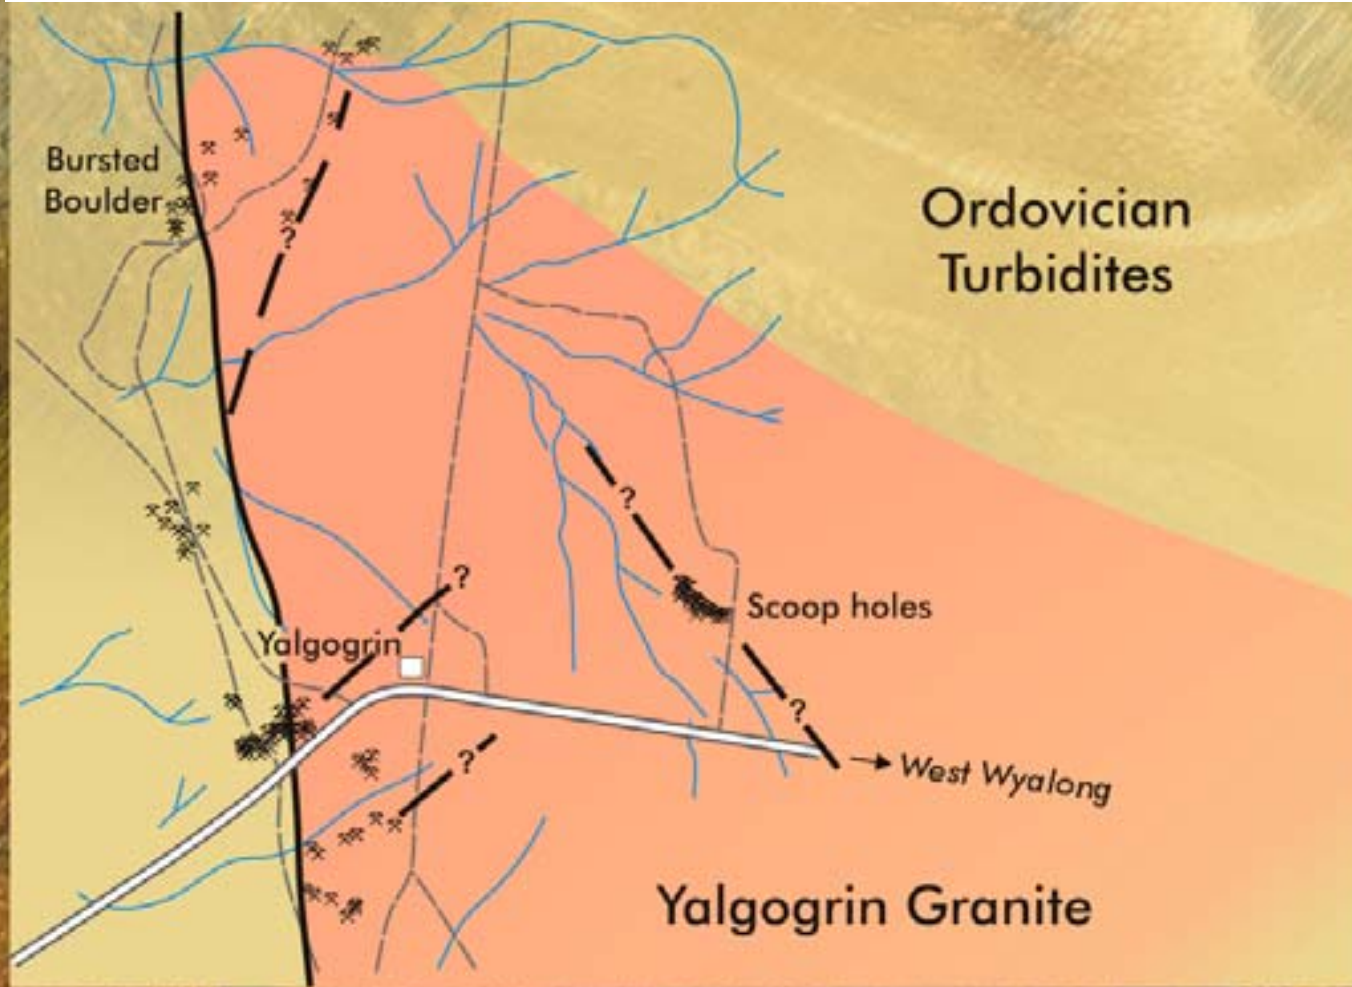 Bursted
Boulder
Ordovician
Turbidites
?
?
?
Scoop holes
Yalgogrin
?
?
West Wyalong
Yalgogrin Granite